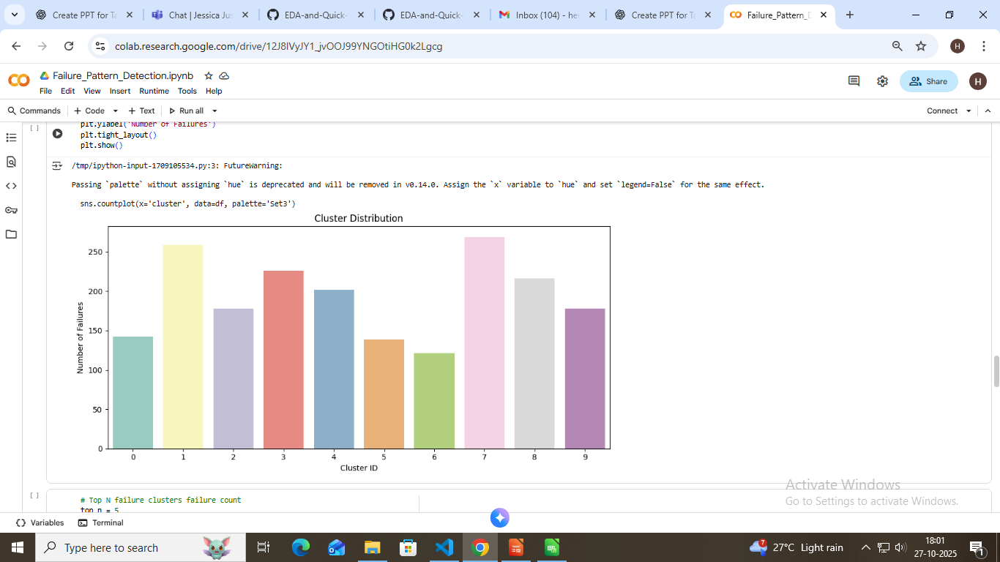 Create PPT for Ta
Chat | Jessica Jus
EDA-and-Quick-
EDA-and-Quick-
Inbox (104) - he
Create PPT for Ta
Failure_Pattern_D
colab.research.google.com/drive/12J8lVyJY1_jvOOJ99YNGOtiHG0k2Lgcg
H
CO
Failure_Pattern_Detection.ipynb
File Edit View Insert Runtime Tools Help
Share
H
Commands + Code + Text Run all
Connect
[ ]
plt.ylabel('Number of Failures')
plt.tight_layout()
plt.show()
/tmp/ipython-input-1709105534.py:3: FutureWarning:
Passing `palette` without assigning `hue` is deprecated and will be removed in v0.14.0. Assign the `x` variable to `hue` and set `legend=False` for the same effect.
sns.countplot(x='cluster', data=df, palette='Set3')
Cluster Distribution
250
200
150
100
50
0
Number of Failures
0 1 2 3 4 5 6 7 8 9
Cluster ID
[ ]
# Top N failure clusters failure count
top_n = 5
Activate Windows
Go to Settings to activate Windows.
Variables Terminal
Type here to search
7
27°C Light rain
18:01
27-10-2025
1